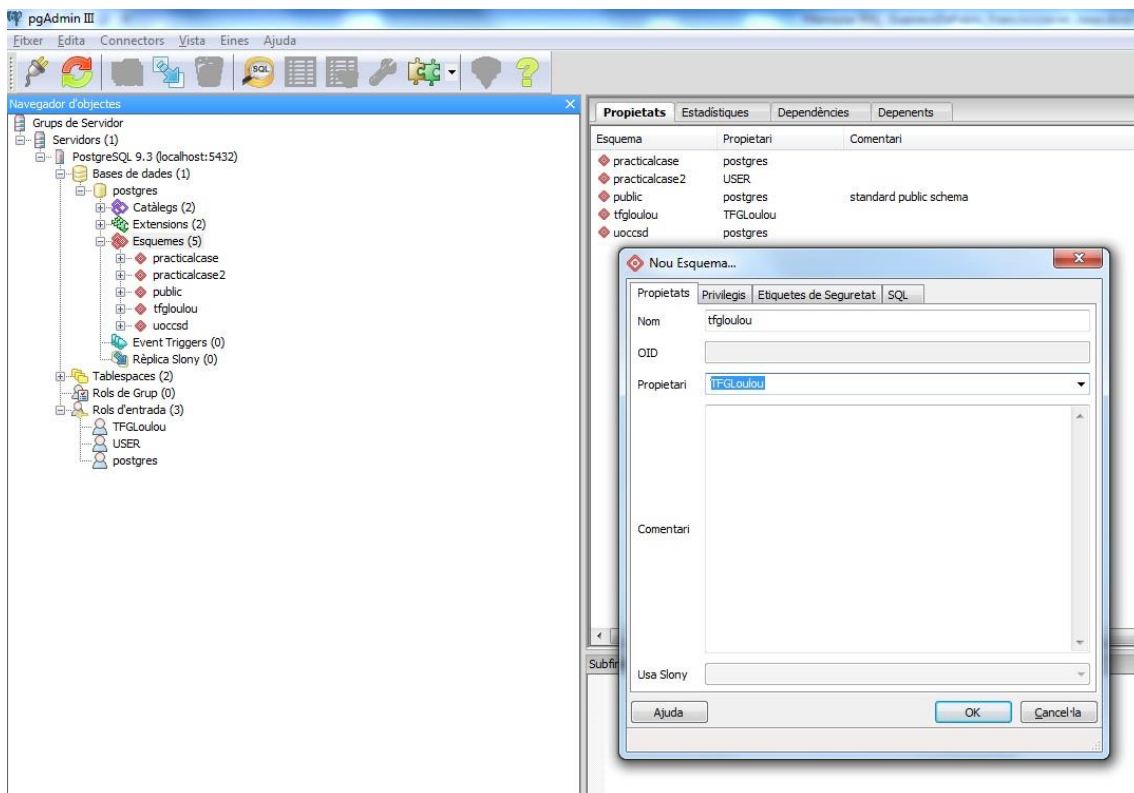 pgAdmin III
Fitxer Edita Connectors Vista Eines Ajuda
SQL
Navegador d'objectes
Grups de Servidor
Servidors (1)
PostgreSQL 9.3 (localhost:5432)
Bases de dades (1)
postgres
Catàlegs (2)
Extensions (2)
Esquemes (5)
practicalcase
practicalcase2
public
tfgloulou
uoccsd
Event Triggers (0)
Rèplica Slony (0)
Tablespaces (2)
Rols de Grup (0)
Rols d'entrada (3)
TFGLoulou
USER
postgres
Propietats Estadístiques Dependències Depenents
Esquema Propietari Comentari
practicalcase postgres
practicalcase2 USER
public postgres standard public schema
tfgloulou TFGLoulou
uoccsd postgres
Nou Esquema...
Propietats Privilegis Etiquetes de Seguretat SQL
Nom tfgloulou
OID
Propietari TFGLoulou
Comentari
Usa Slony
Ajuda OK Cancel·la